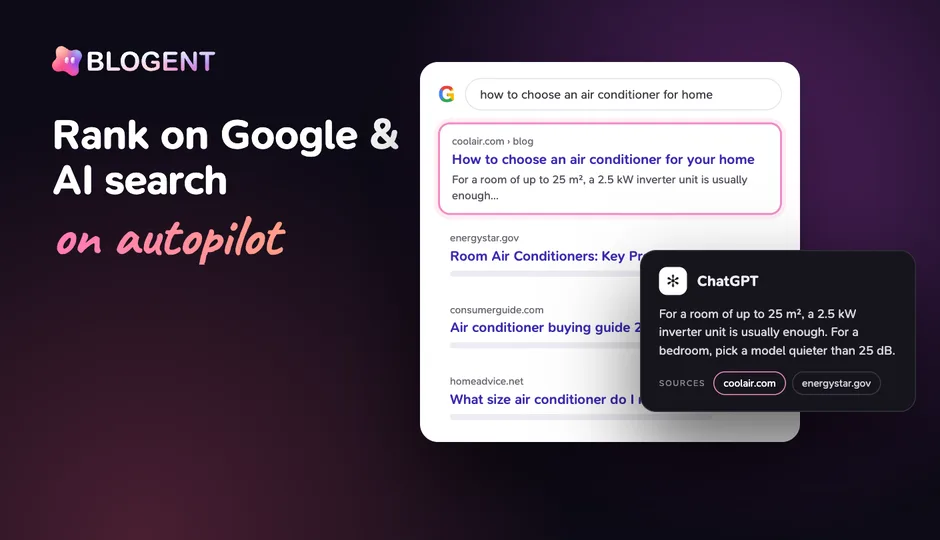 BLOGENT
Rank on Google &
AI search
on autopilot
how to choose an air conditioner for home
coolair.com › blog
How to choose an air conditioner for your home
For a room of up to 25 m², a 2.5 kW inverter unit is usually
enough...
energystar.gov
Room Air Conditioners: Key
consumerguide.com
Air conditioner buying guide
homeadvice.net
What size air conditioner do I
ChatGPT
For a room of up to 25 m², a 2.5 kW
inverter unit is usually enough. For a
bedroom, pick a model quieter than 25 dB.
SOURCES coolair.com energystar.gov